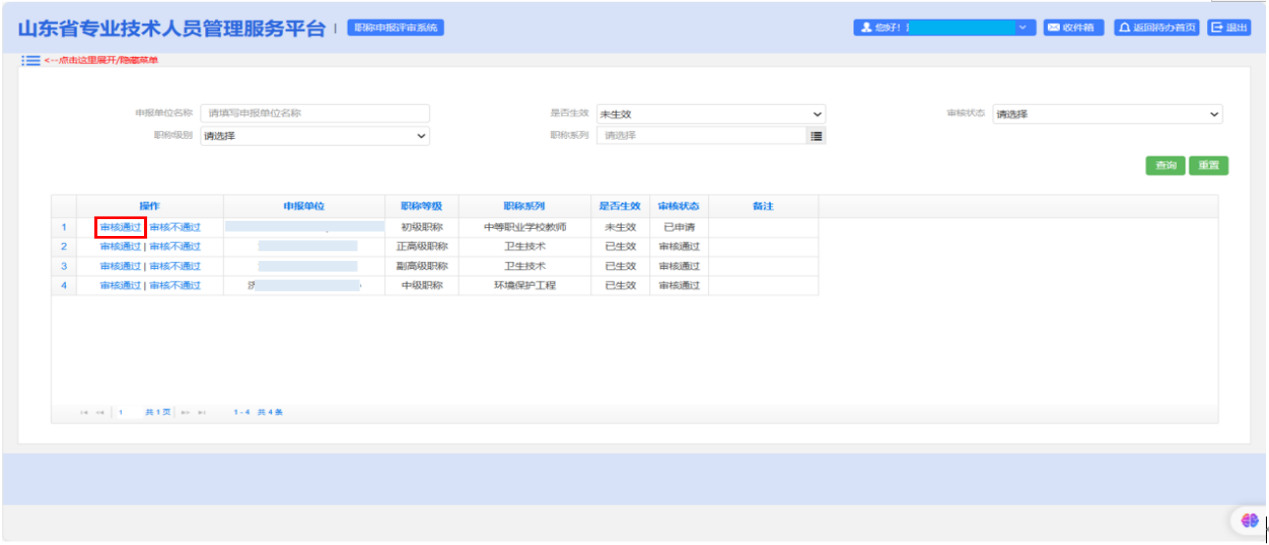 山东省专业技术人员管理服务平台 | 职称申报评审系统 您好! 收件箱 返回待办首页 退出
<--点击这里展开/隐藏菜单
申报单位名称 请填写申报单位名称 是否生效 未生效 审核状态 请选择
职称级别 请选择 职称系列 请选择
查询 重置
操作 申报单位 职称等级 职称系列 是否生效 审核状态 备注
1 审核通过 审核不通过 初级职称 中等职业学校教师 未生效 已申请
2 审核通过 | 审核不通过 正高级职称 卫生技术 已生效 审核通过
3 审核通过 | 审核不通过 副高级职称 卫生技术 已生效 审核通过
4 审核通过 | 审核不通过 中级职称 环境保护工程 已生效 审核通过
1 共1页 1-4 共4条